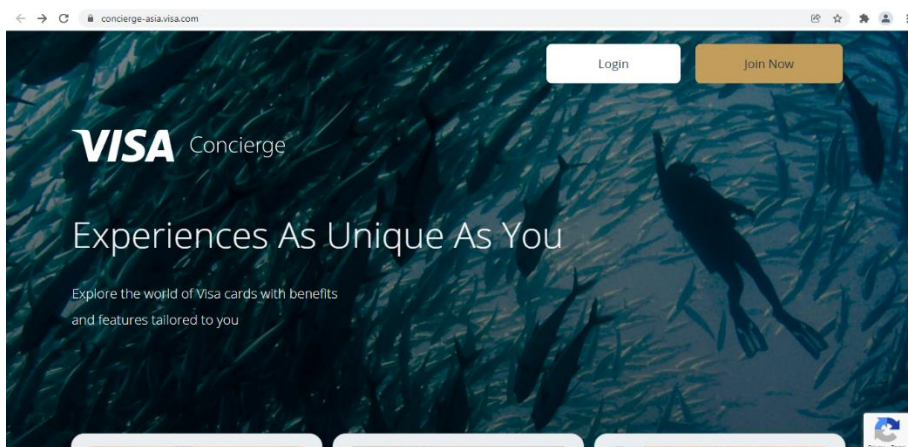 concierge-asia.visa.com
Login
Join Now
VISA Concierge
Experiences As Unique As You
Explore the world of Visa cards with benefits
and features tailored to you